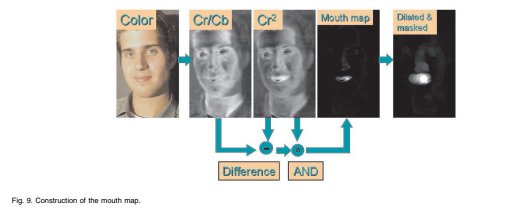 Color
Cr/Cb
Cr²
Mouth map
Dilated &
masked
Difference
AND
Fig. 9. Construction of the mouth map.